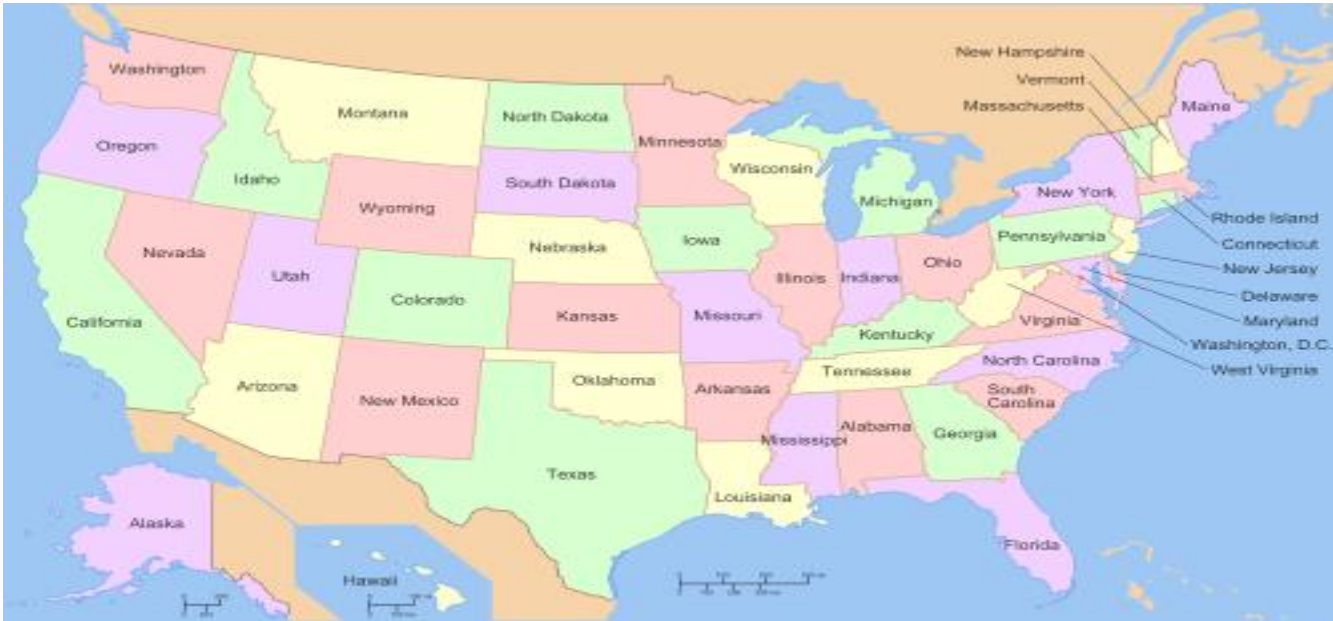 New Hampshire
Vermont
Massachusetts
Washington
Montana
North Dakota
Minnesota
Maine
Oregon
Idaho
Wisconsin
South Dakota
New York
Michigan
Wyoming
Rhode Island
Pennsylvania
Iowa
Nebraska
Connecticut
Nevada
Utah
Illinois
Indiana
Ohio
New Jersey
Colorado
Delaware
California
Kansas
Missouri
Virginia
Maryland
Kentucky
Washington, D.C.
North Carolina
Tennessee
West Virginia
Arizona
Oklahoma
Arkansas
South
Carolina
New Mexico
Alabama
Georgia
Mississippi
Texas
Louisiana
Alaska
Florida
Hawaii